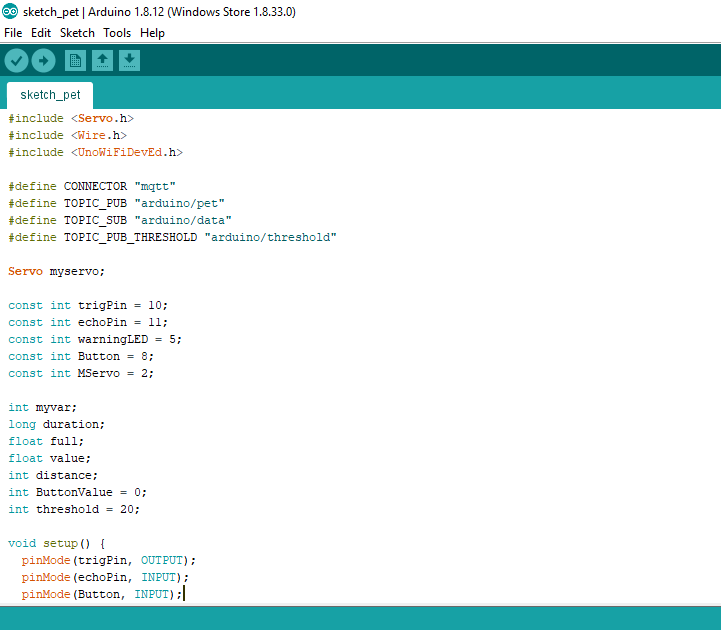 sketch_pet | Arduino 1.8.12 (Windows Store 1.8.33.0)
File Edit Sketch Tools Help
sketch_pet
#include <Servo.h>
#include <Wire.h>
#include <UnoWiFiDevEd.h>

#define CONNECTOR "mqtt"
#define TOPIC_PUB "arduino/pet"
#define TOPIC_SUB "arduino/data"
#define TOPIC_PUB_THRESHOLD "arduino/threshold"

Servo myservo;

const int trigPin = 10;
const int echoPin = 11;
const int warningLED = 5;
const int Button = 8;
const int MServo = 2;

int myvar;
long duration;
float full;
float value;
int distance;
int ButtonValue = 0;
int threshold = 20;

void setup() {
  pinMode(trigPin, OUTPUT);
  pinMode(echoPin, INPUT);
  pinMode(Button, INPUT);